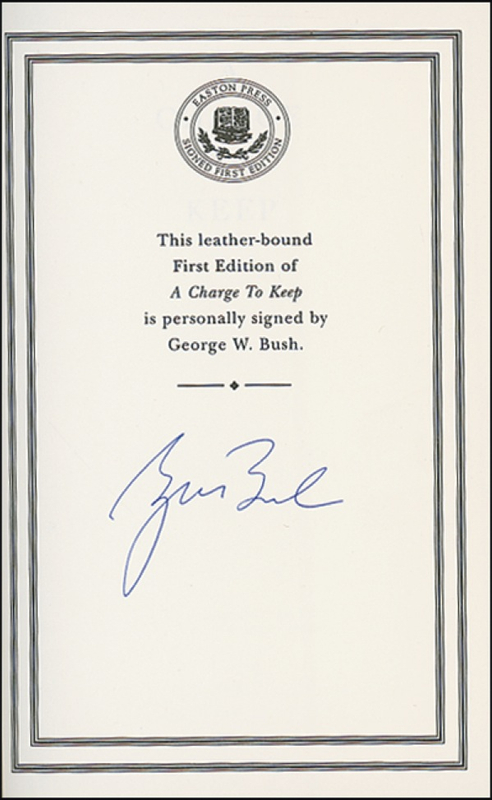 EASTON PRESS
SIGNED FIRST EDITION
This leather-bound
First Edition of
A Charge To Keep
is personally signed by
George W. Bush.